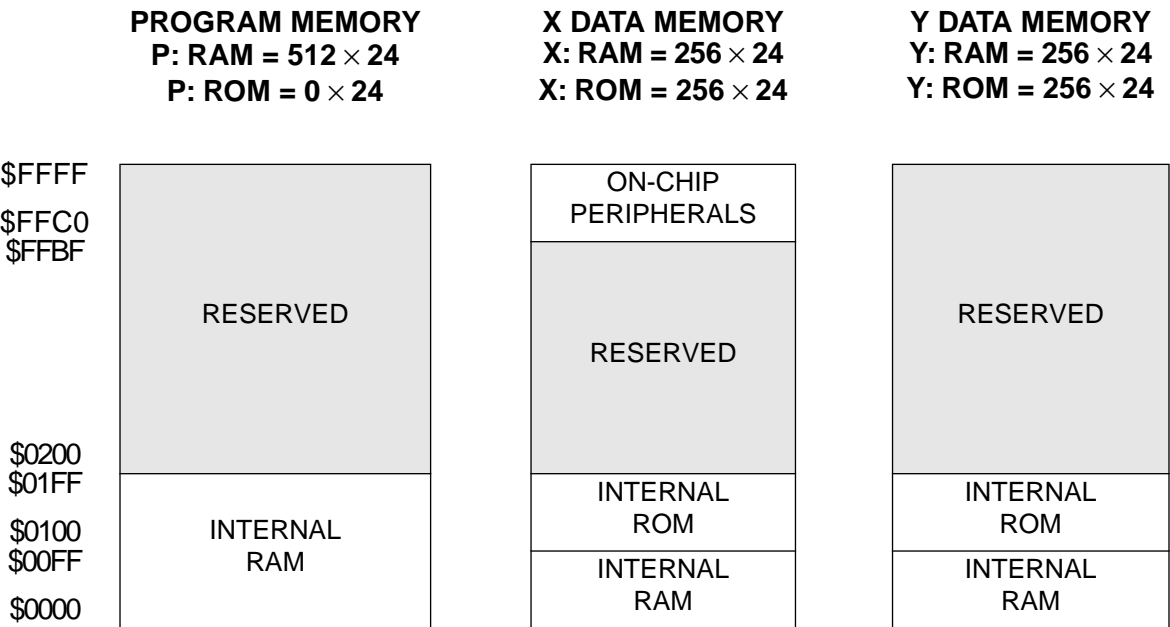 PROGRAM MEMORY
P: RAM = 512 × 24
P: ROM = 0 × 24
X DATA MEMORY
X: RAM = 256 × 24
X: ROM = 256 × 24
Y DATA MEMORY
Y: RAM = 256 × 24
Y: ROM = 256 × 24
$FFFF
$FFC0
$FFBF
$0200
$01FF
$0100
$00FF
$0000
RESERVED
INTERNAL
RAM
ON-CHIP
PERIPHERALS
RESERVED
INTERNAL
ROM
INTERNAL
RAM
RESERVED
INTERNAL
ROM
INTERNAL
RAM